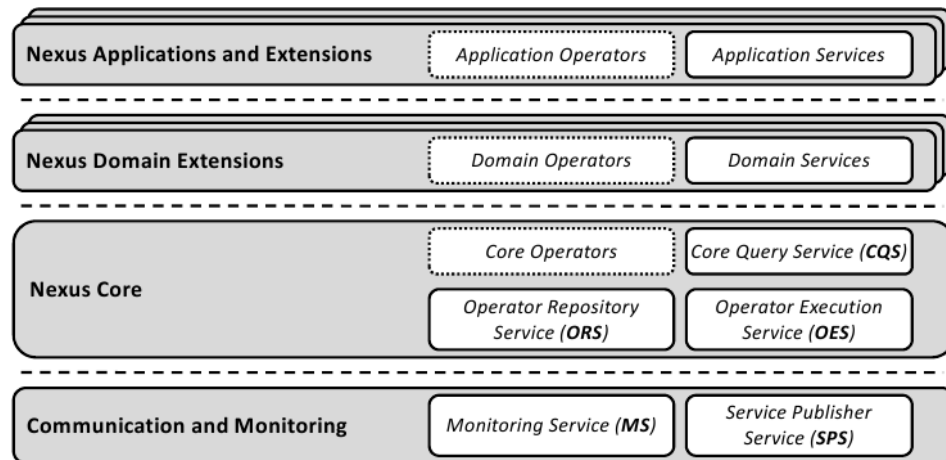 Nexus Applications and Extensions
Application Operators
Application Services
Nexus Domain Extensions
Domain Operators
Domain Services
Nexus Core
Core Operators
Core Query Service (CQS)
Operator Repository
Service (ORS)
Operator Execution
Service (OES)
Communication and Monitoring
Monitoring Service (MS)
Service Publisher
Service (SPS)